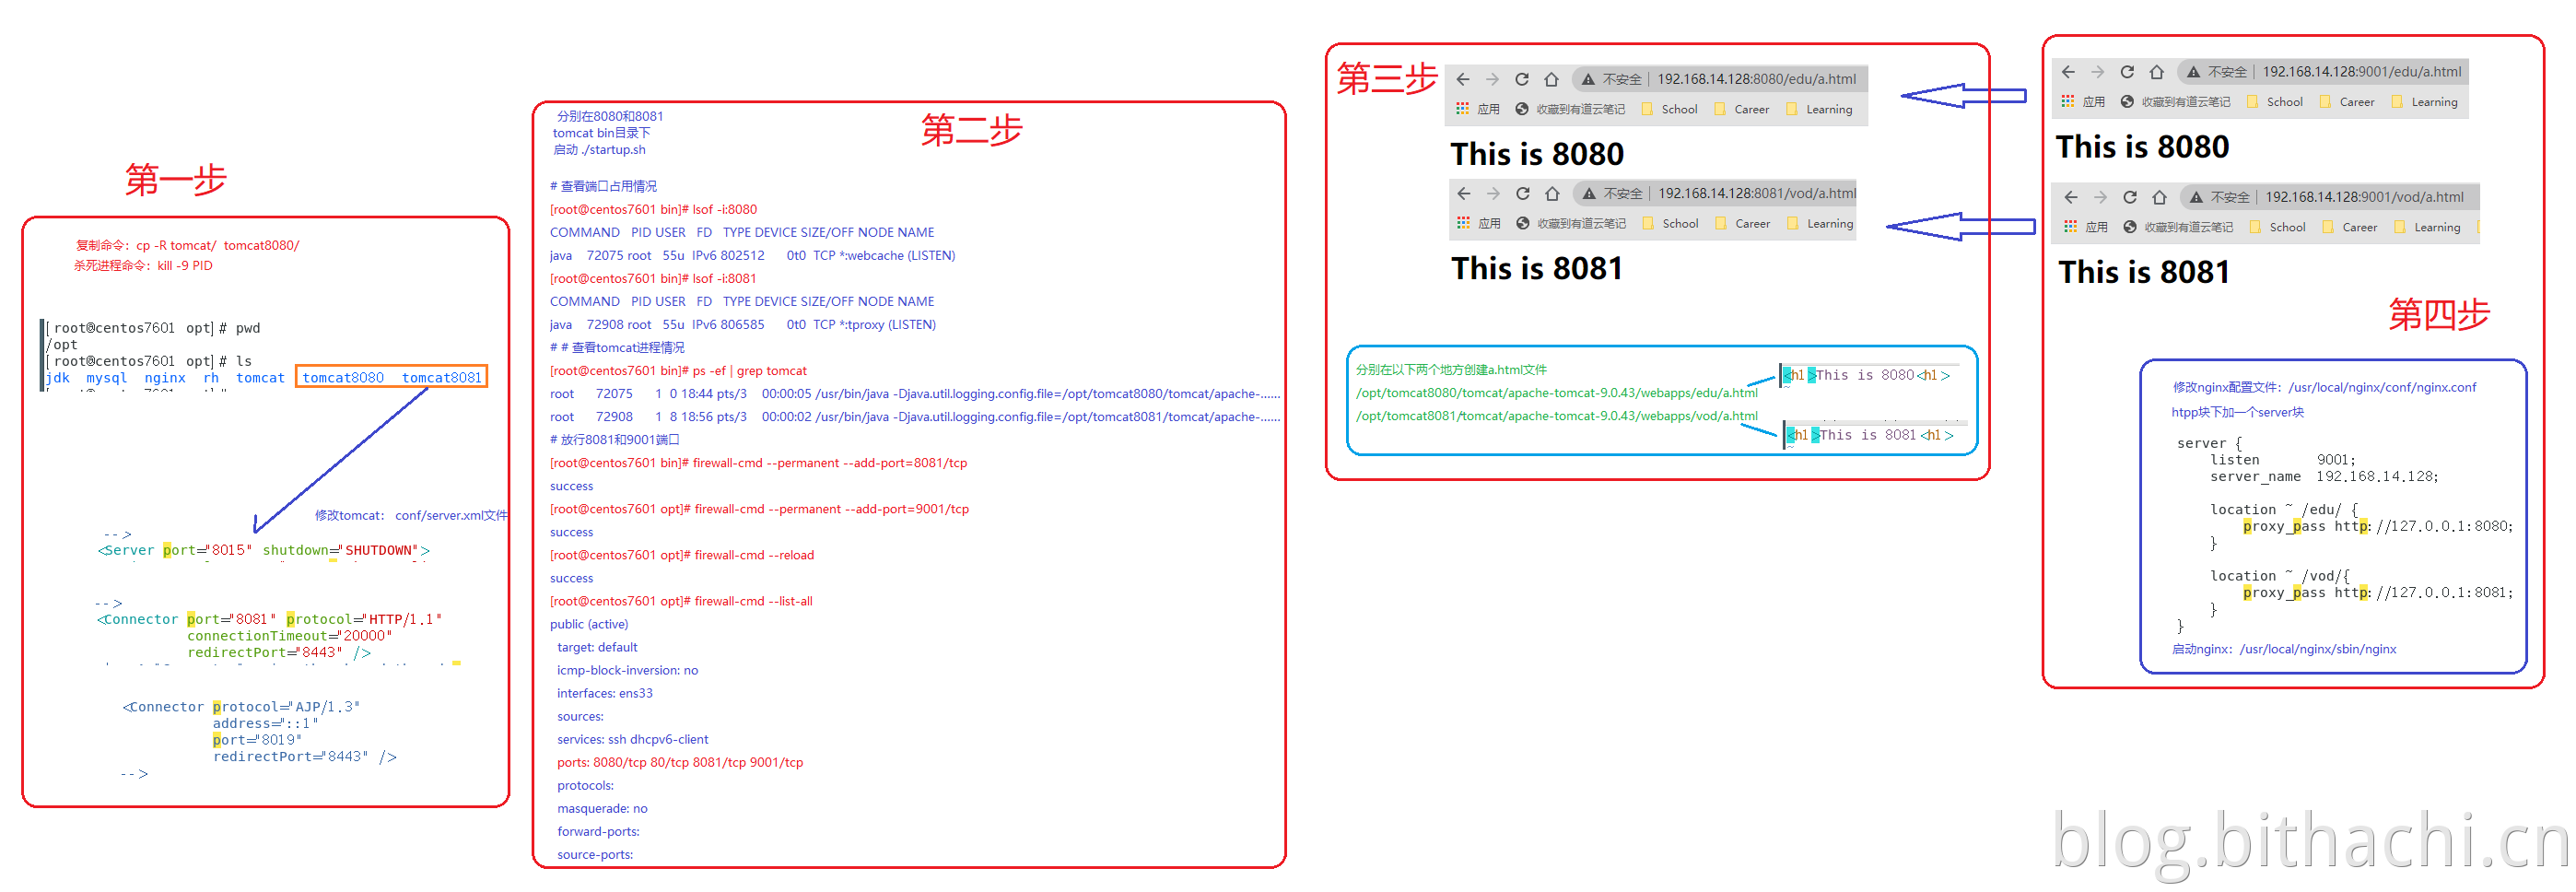 第一步
复制命令：cp -R tomcat/  tomcat8080/
杀死进程命令：kill -9 PID
[root@centos7601 opt]# pwd
/opt
[root@centos7601 opt]# ls
jdk  mysql  nginx  rh  tomcat  tomcat8080  tomcat8081
修改tomcat： conf/server.xml文件
-->
<Server port="8015" shutdown="SHUTDOWN">
-->
<Connector port="8081" protocol="HTTP/1.1"
connectionTimeout="20000"
redirectPort="8443" />
<Connector protocol="AJP/1.3"
address="::1"
port="8019"
redirectPort="8443" />
-->
第二步
分别在8080和8081
tomcat bin目录下
启动 ./startup.sh
# 查看端口占用情况
[root@centos7601 bin]# lsof -i:8080
COMMAND   PID USER   FD   TYPE DEVICE SIZE/OFF NODE NAME
java    72075 root   55u  IPv6 802512      0t0  TCP *:webcache (LISTEN)
[root@centos7601 bin]# lsof -i:8081
COMMAND   PID USER   FD   TYPE DEVICE SIZE/OFF NODE NAME
java    72908 root   55u  IPv6 806585      0t0  TCP *:tproxy (LISTEN)
# # 查看tomcat进程情况
[root@centos7601 bin]# ps -ef | grep tomcat
root      72075      1  0 18:44 pts/3    00:00:05 /usr/bin/java -Djava.util.logging.config.file=/opt/tomcat8080/tomcat/apache-......
root      72908      1  8 18:56 pts/3    00:00:02 /usr/bin/java -Djava.util.logging.config.file=/opt/tomcat8081/tomcat/apache-......
# 放行8081和9001端口
[root@centos7601 bin]# firewall-cmd --permanent --add-port=8081/tcp
success
[root@centos7601 opt]# firewall-cmd --permanent --add-port=9001/tcp
success
[root@centos7601 opt]# firewall-cmd --reload
success
[root@centos7601 opt]# firewall-cmd --list-all
public (active)
target: default
icmp-block-inversion: no
interfaces: ens33
sources:
services: ssh dhcpv6-client
ports: 8080/tcp 80/tcp 8081/tcp 9001/tcp
protocols:
masquerade: no
forward-ports:
source-ports:
第三步
不安全 | 192.168.14.128:8080/edu/a.html
应用 收藏到有道云笔记 School Career Learning
This is 8080
不安全 | 192.168.14.128:8081/vod/a.html
应用 收藏到有道云笔记 School Career Learning
This is 8081
分别在以下两个地方创建a.html文件
/opt/tomcat8080/tomcat/apache-tomcat-9.0.43/webapps/edu/a.html
/opt/tomcat8081/tomcat/apache-tomcat-9.0.43/webapps/vod/a.html
<h1>This is 8080<h1>
<h1>This is 8081<h1>
不安全 | 192.168.14.128:9001/edu/a.html
应用 收藏到有道云笔记 School Career Learning
This is 8080
不安全 | 192.168.14.128:9001/vod/a.html
应用 收藏到有道云笔记 School Career Learning
This is 8081
第四步
修改nginx配置文件：/usr/local/nginx/conf/nginx.conf
htpp块下加一个server块
server {
listen       9001;
server_name  192.168.14.128;
location ~ /edu/ {
proxy_pass http://127.0.0.1:8080;
}
location ~ /vod/{
proxy_pass http://127.0.0.1:8081;
}
}
启动nginx：/usr/local/nginx/sbin/nginx
blog.bithachi.cn